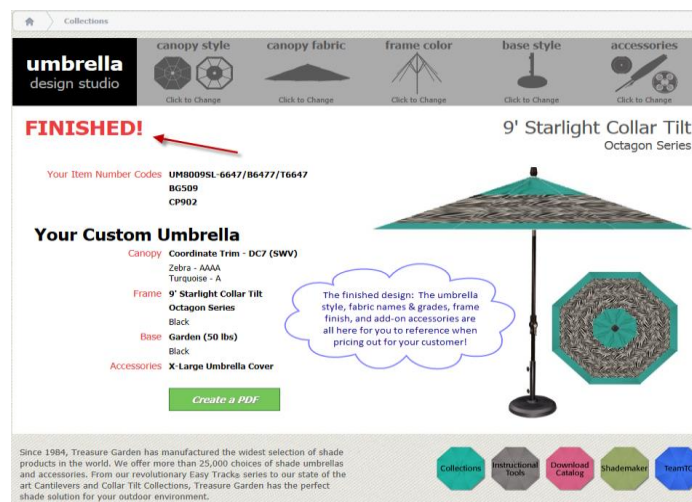 Collections
canopy style
canopy fabric
frame color
base style
accessories
umbrella
design studio
Click to Change
Click to Change
Click to Change
Click to Change
Click to Change
FINISHED!
9' Starlight Collar Tilt
Octagon Series
Your Item Number Codes UM8009SL-6647/B6477/T6647
BG509
CP902
Your Custom Umbrella
Canopy Coordinate Trim - DC7 (SWV)
Zebra - AAAA
Turquoise - A
Frame 9' Starlight Collar Tilt
Octagon Series
Black
Base Garden (50 lbs)
Black
Accessories X-Large Umbrella Cover
The finished design: The umbrella
style, fabric names & grades, frame
finish, and add-on accessories are
all here for you to reference when
pricing out for your customer!
Create a PDF
Since 1984, Treasure Garden has manufactured the widest selection of shade
products in the world. We offer more than 25,000 choices of shade umbrellas
and accessories. From our revolutionary Easy Tracks series to our state of the
art Cantilevers and Collar Tilt Collections, Treasure Garden has the perfect
shade solution for your outdoor environment.
Collections
Instructional
Tools
Download
Catalog
Shademaker